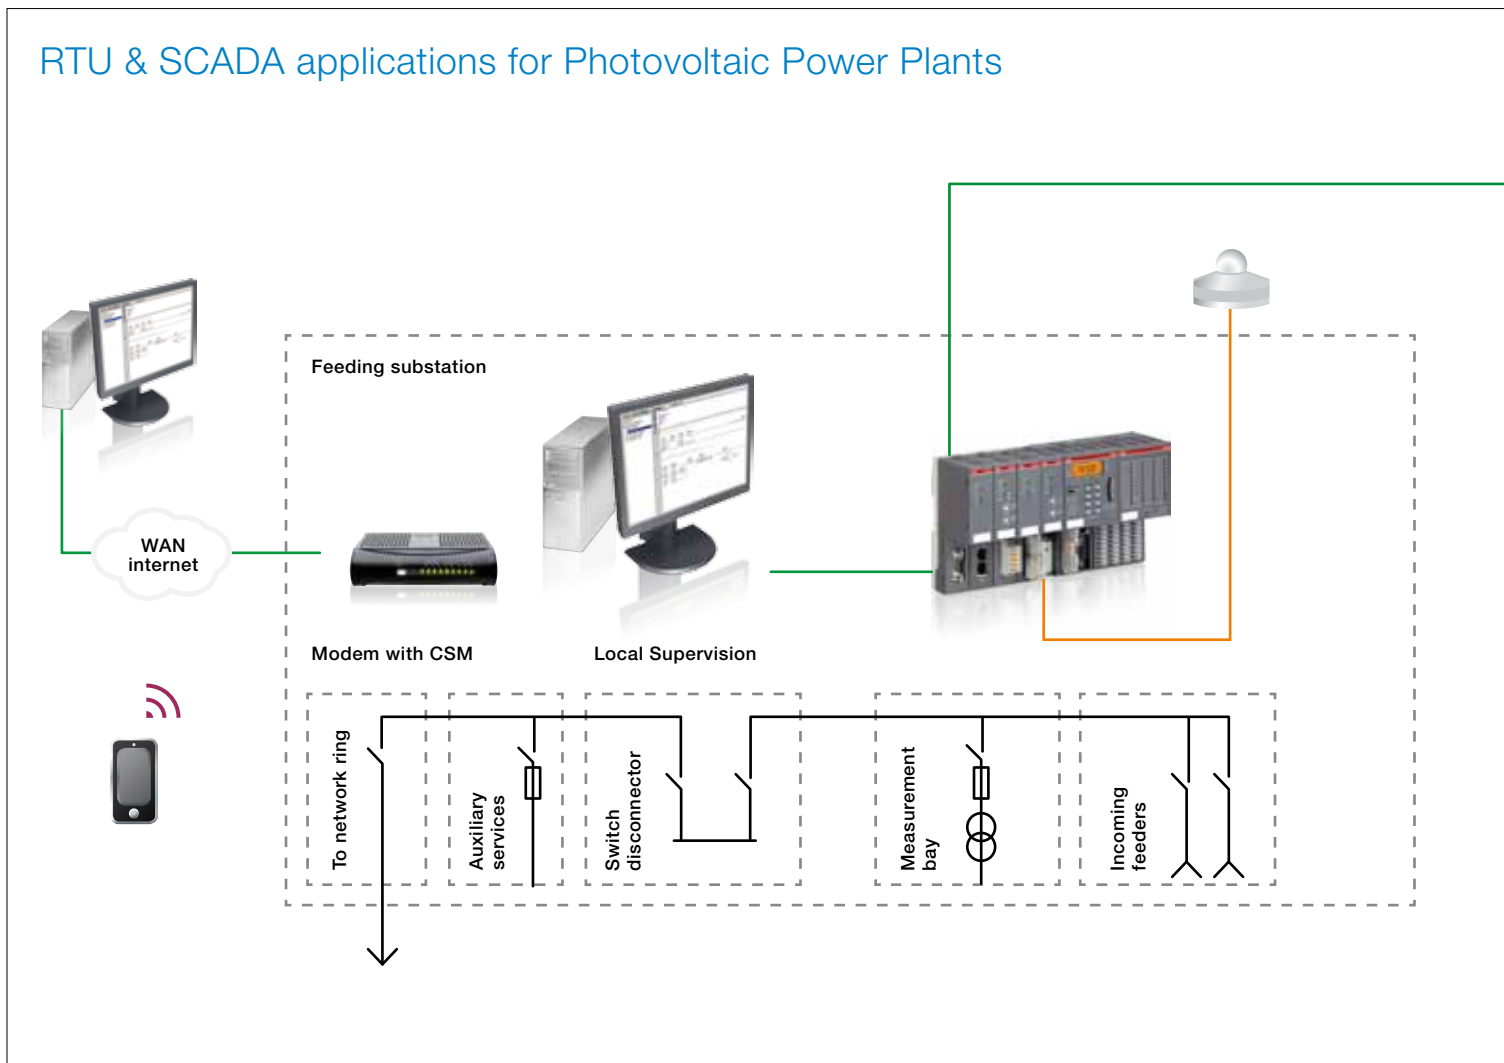 RTU & SCADA applications for Photovoltaic Power Plants
Feeding substation
WAN
internet
Modem with CSM
Local Supervision
To network ring
Auxiliary
services
Switch
disconnector
Measurement
bay
Incoming
feeders